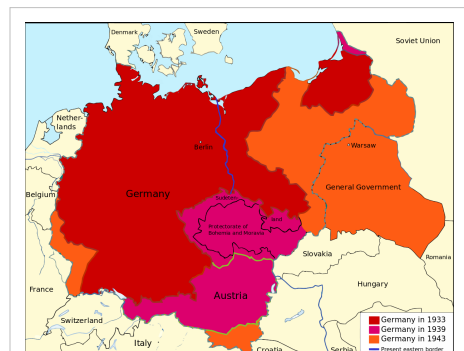 Denmark
Sweden
Soviet Union
Nether-
lands
Berlin
Warsaw
Belgium
Germany
General Government
Sudeten-
land
Protectorate of
Bohemia and Moravia
Slovakia
Romania
France
Austria
Hungary
Switzerland
Italy
Croatia
Serbia
Germany in 1933
Germany in 1939
Germany in 1943
Present eastern border